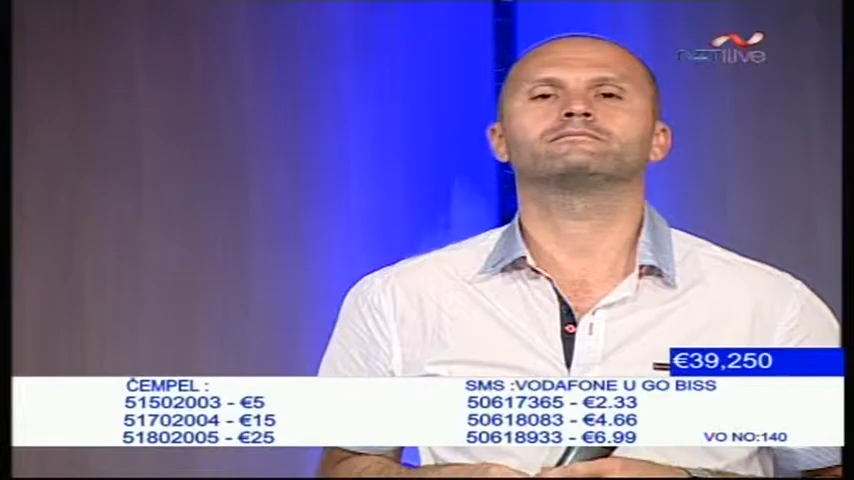 NET live
€39,250
ČEMPEL :
51502003 - €5
51702004 - €15
51802005 - €25
SMS :VODAFONE U GO BISS
50617365 - €2.33
50618083 - €4.66
50618933 - €6.99
VO NO:140